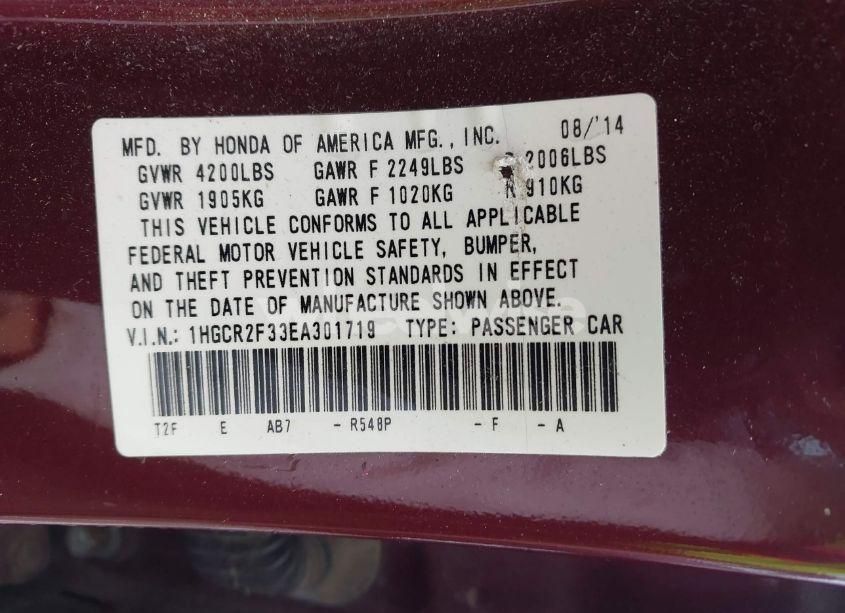 MFD. BY HONDA OF AMERICA MFG., INC. 08/'14
GVWR 4200LBS GAWR F 2249LBS 2006LBS
GVWR 1905KG GAWR F 1020KG R 910KG
THIS VEHICLE CONFORMS TO ALL APPLICABLE
FEDERAL MOTOR VEHICLE SAFETY, BUMPER,
AND THEFT PREVENTION STANDARDS IN EFFECT
ON THE DATE OF MANUFACTURE SHOWN ABOVE.
V.I.N.: 1HGCR2F33EA301719 TYPE: PASSENGER CAR
T2F E AB7 - R548P - F - A